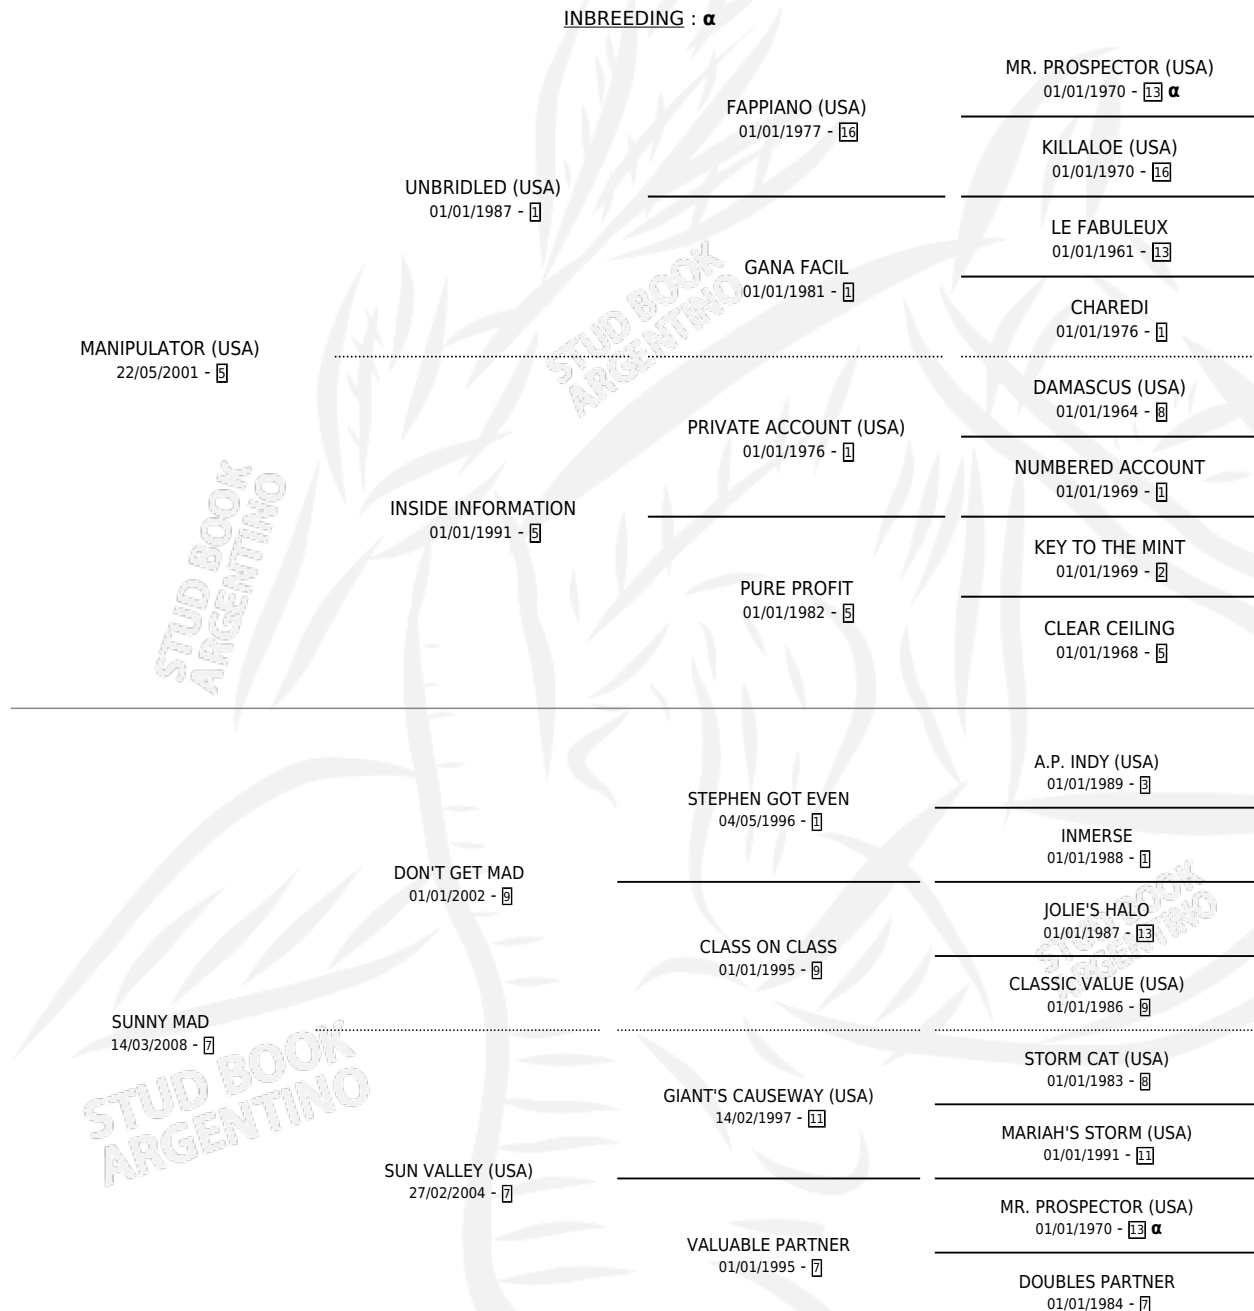 INBREEDING : α
MR. PROSPECTOR (USA)
01/01/1970 - 13 α
FAPPIANO (USA)
01/01/1977 - 16
KILLALOE (USA)
01/01/1970 - 16
UNBRIDLED (USA)
01/01/1987 - 1
LE FABULEUX
01/01/1961 - 13
GANA FACIL
01/01/1981 - 1
CHAREDI
01/01/1976 - 1
MANIPULATOR (USA)
22/05/2001 - 5
DAMASCUS (USA)
01/01/1964 - 8
PRIVATE ACCOUNT (USA)
01/01/1976 - 1
NUMBERED ACCOUNT
01/01/1969 - 1
INSIDE INFORMATION
01/01/1991 - 5
KEY TO THE MINT
01/01/1969 - 2
PURE PROFIT
01/01/1982 - 5
CLEAR CEILING
01/01/1968 - 5
A.P. INDY (USA)
01/01/1989 - 3
STEPHEN GOT EVEN
04/05/1996 - 1
INMERSE
01/01/1988 - 1
DON'T GET MAD
01/01/2002 - 9
JOLIE'S HALO
01/01/1987 - 13
CLASS ON CLASS
01/01/1995 - 9
CLASSIC VALUE (USA)
01/01/1986 - 9
SUNNY MAD
14/03/2008 - 7
STORM CAT (USA)
01/01/1983 - 8
GIANT'S CAUSEWAY (USA)
14/02/1997 - 11
MARIAH'S STORM (USA)
01/01/1991 - 11
SUN VALLEY (USA)
27/02/2004 - 7
MR. PROSPECTOR (USA)
01/01/1970 - 13 α
VALUABLE PARTNER
01/01/1995 - 7
DOUBLES PARTNER
01/01/1984 - 7
STUD BOOK
ARGENTINO
STUD BOOK
ARGENTINO
STUD BOOK
ARGENTINO
STUD BOOK
ARGENTINO